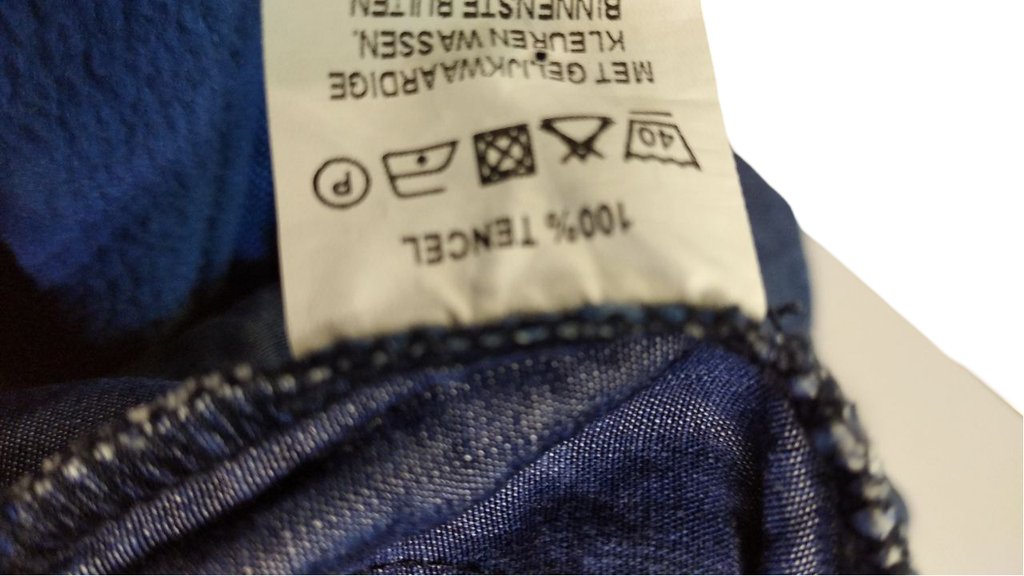 100% TENCEL
40 P
MET GELIJKWAARDIGE
KLEUREN WASSEN.
BINNENSTE BUITEN